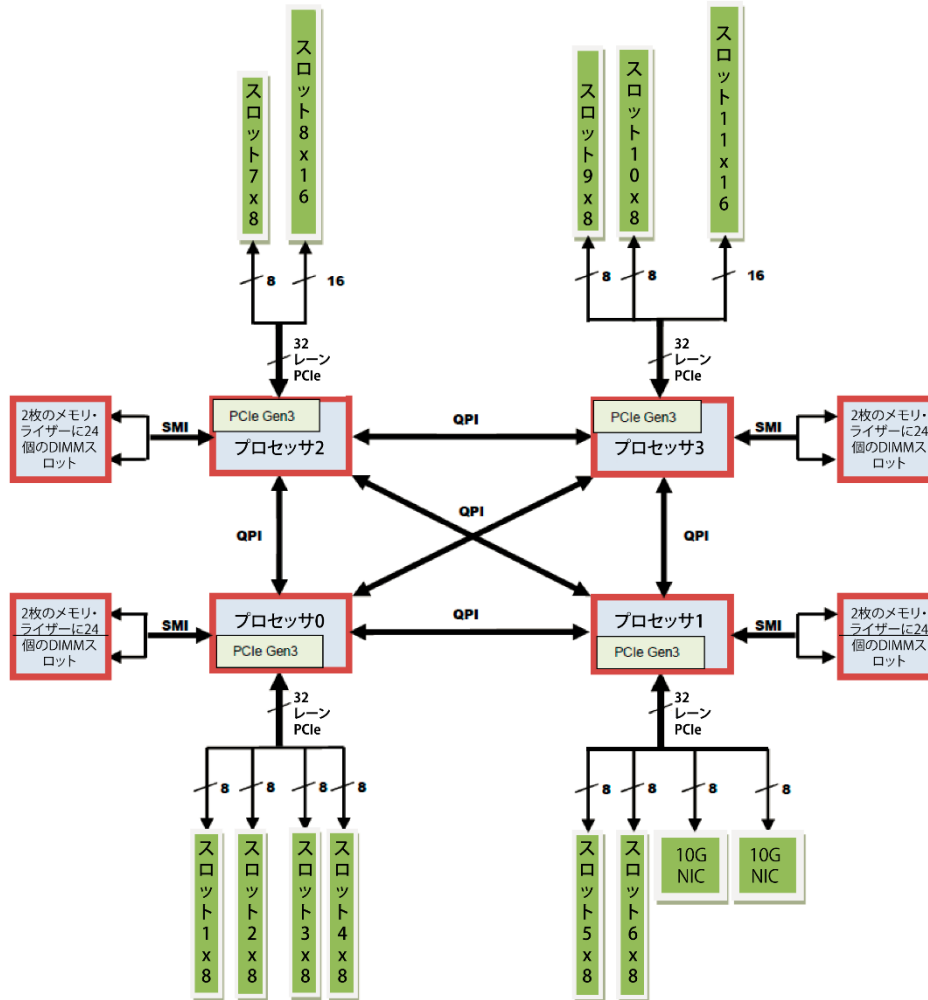 スロット7x8
スロット8x16
スロット9x8
スロット10x8
スロット11x16
8
16
8
8
16
32
レーン
PCIe
32
レーン
PCIe
2枚のメモリ・
ライザーに24
個のDIMMス
ロット
SMI
PCIe Gen3
プロセッサ2
QPI
PCIe Gen3
プロセッサ3
SMI
2枚のメモリ・
ライザーに24
個のDIMMス
ロット
QPI
QPI
QPI
QPI
2枚のメモリ・
ライザーに24
個のDIMMス
ロット
SMI
プロセッサ0
PCIe Gen3
QPI
プロセッサ1
PCIe Gen3
SMI
2枚のメモリ・
ライザーに24
個のDIMMス
ロット
32
レーン
PCIe
32
レーン
PCIe
8
8
8
8
8
8
8
8
スロット1x8
スロット2x8
スロット3x8
スロット4x8
スロット5x8
スロット6x8
10G
NIC
10G
NIC